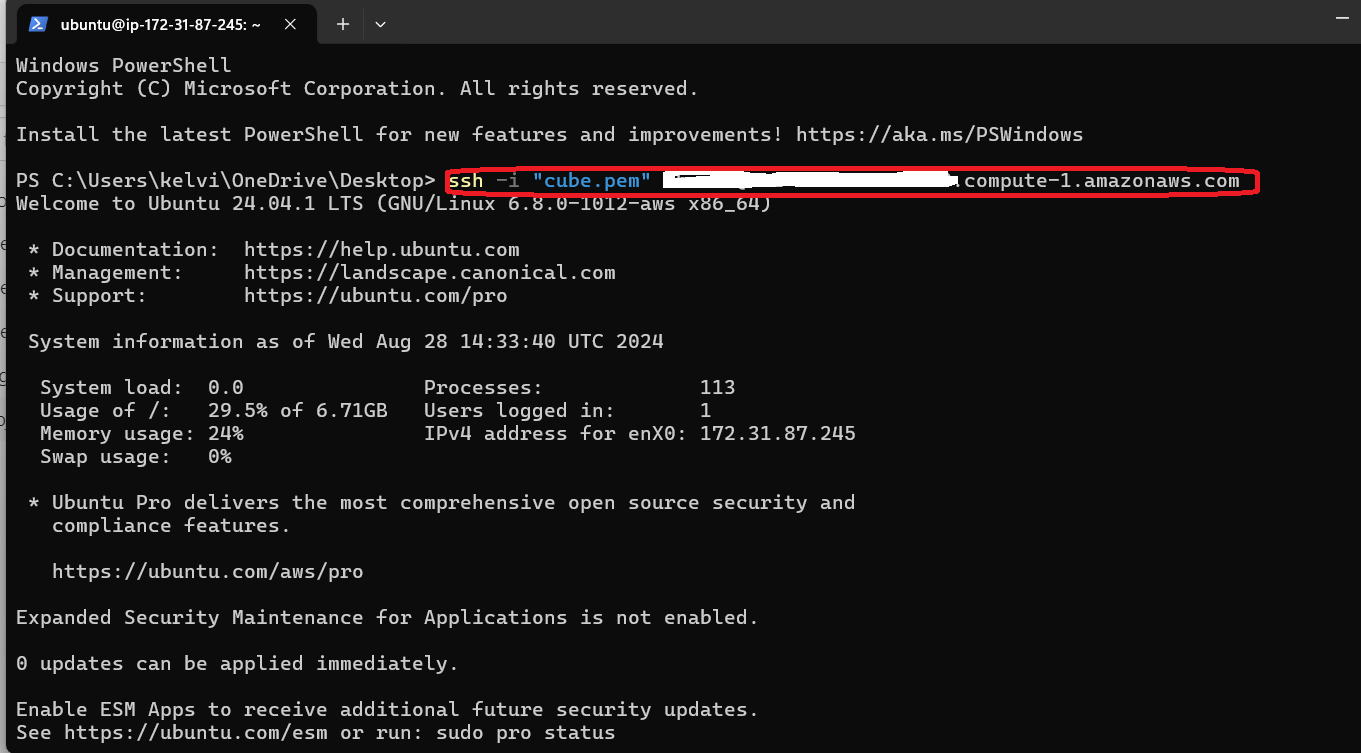 ubuntu@ip-172-31-87-245: ~
Windows PowerShell
Copyright (C) Microsoft Corporation. All rights reserved.
Install the latest PowerShell for new features and improvements! https://aka.ms/PSWindows
PS C:\Users\kelvi\OneDrive\Desktop> ssh -i "cube.pem" .compute-1.amazonaws.com
Welcome to Ubuntu 24.04.1 LTS (GNU/Linux 6.8.0-1012-aws x86_64)
* Documentation: https://help.ubuntu.com
* Management: https://landscape.canonical.com
* Support: https://ubuntu.com/pro
System information as of Wed Aug 28 14:33:40 UTC 2024
System load: 0.0 Processes: 113
Usage of /: 29.5% of 6.71GB Users logged in: 1
Memory usage: 24% IPv4 address for enX0: 172.31.87.245
Swap usage: 0%
* Ubuntu Pro delivers the most comprehensive open source security and
compliance features.
https://ubuntu.com/aws/pro
Expanded Security Maintenance for Applications is not enabled.
0 updates can be applied immediately.
Enable ESM Apps to receive additional future security updates.
See https://ubuntu.com/esm or run: sudo pro status